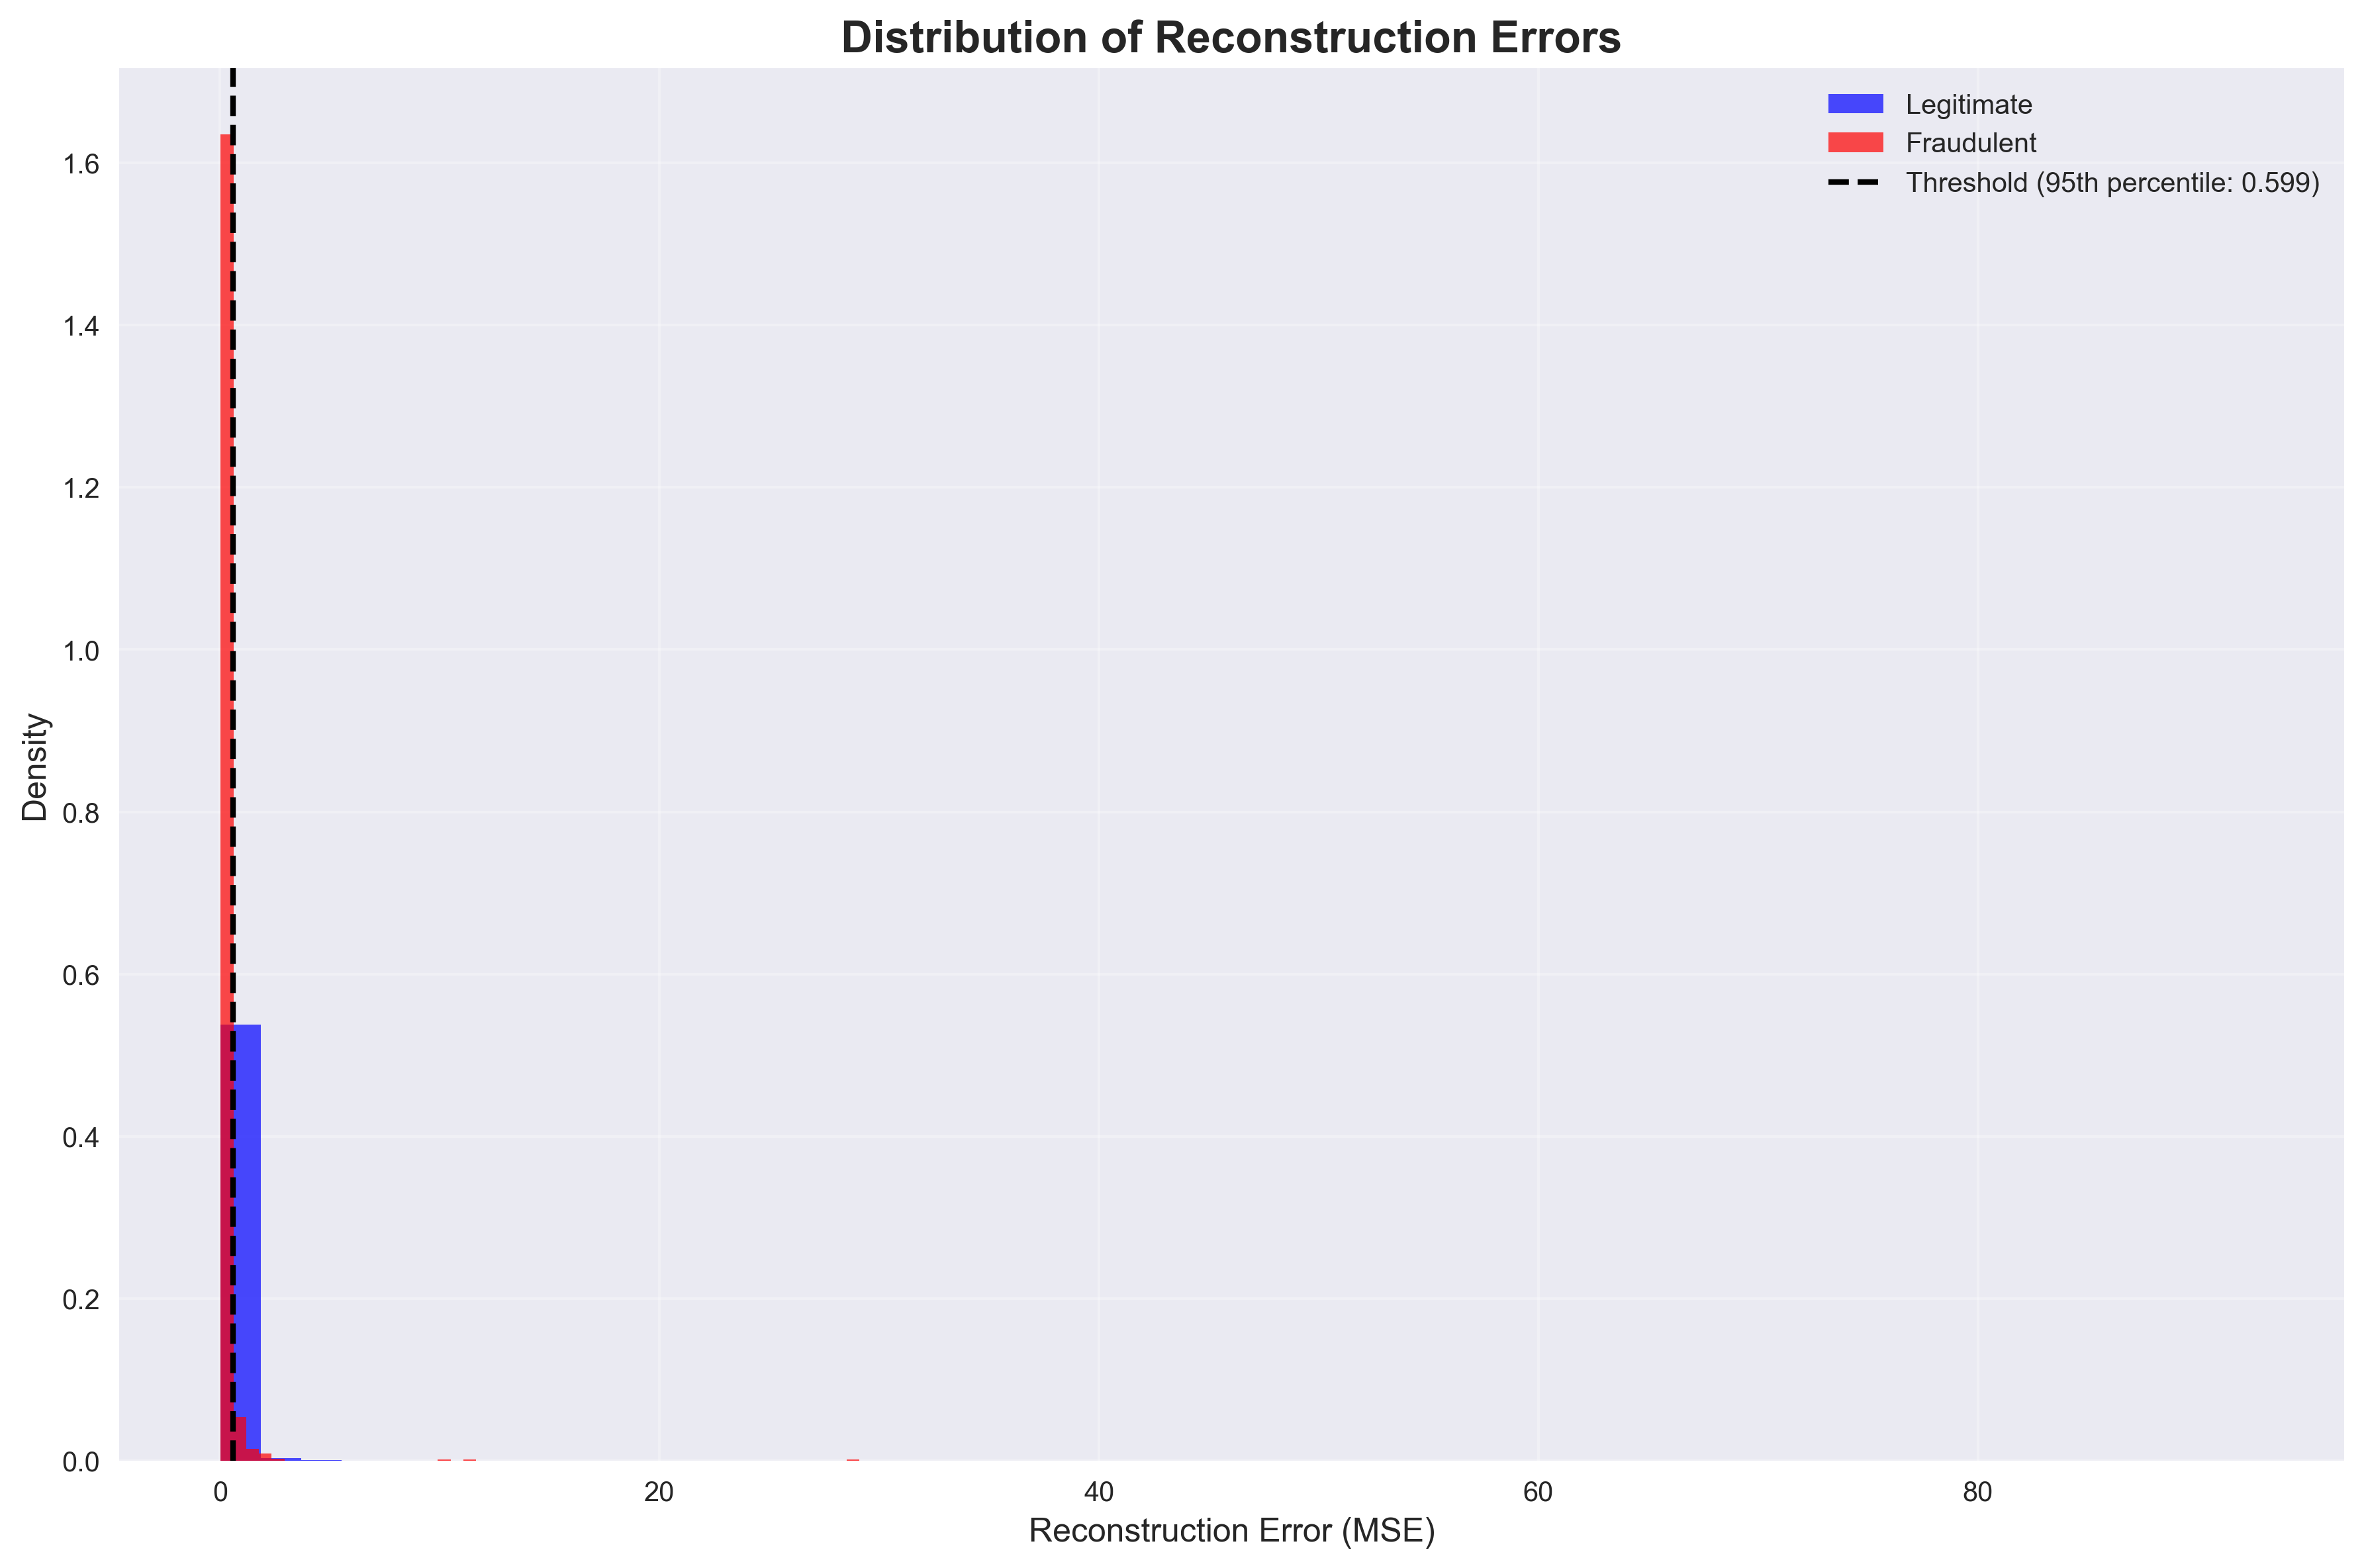 Distribution of Reconstruction Errors
Legitimate
Fraudulent
Threshold (95th percentile: 0.599)
Density
1.6
1.4
1.2
1.0
0.8
0.6
0.4
0.2
0.0
0 20 40 60 80
Reconstruction Error (MSE)